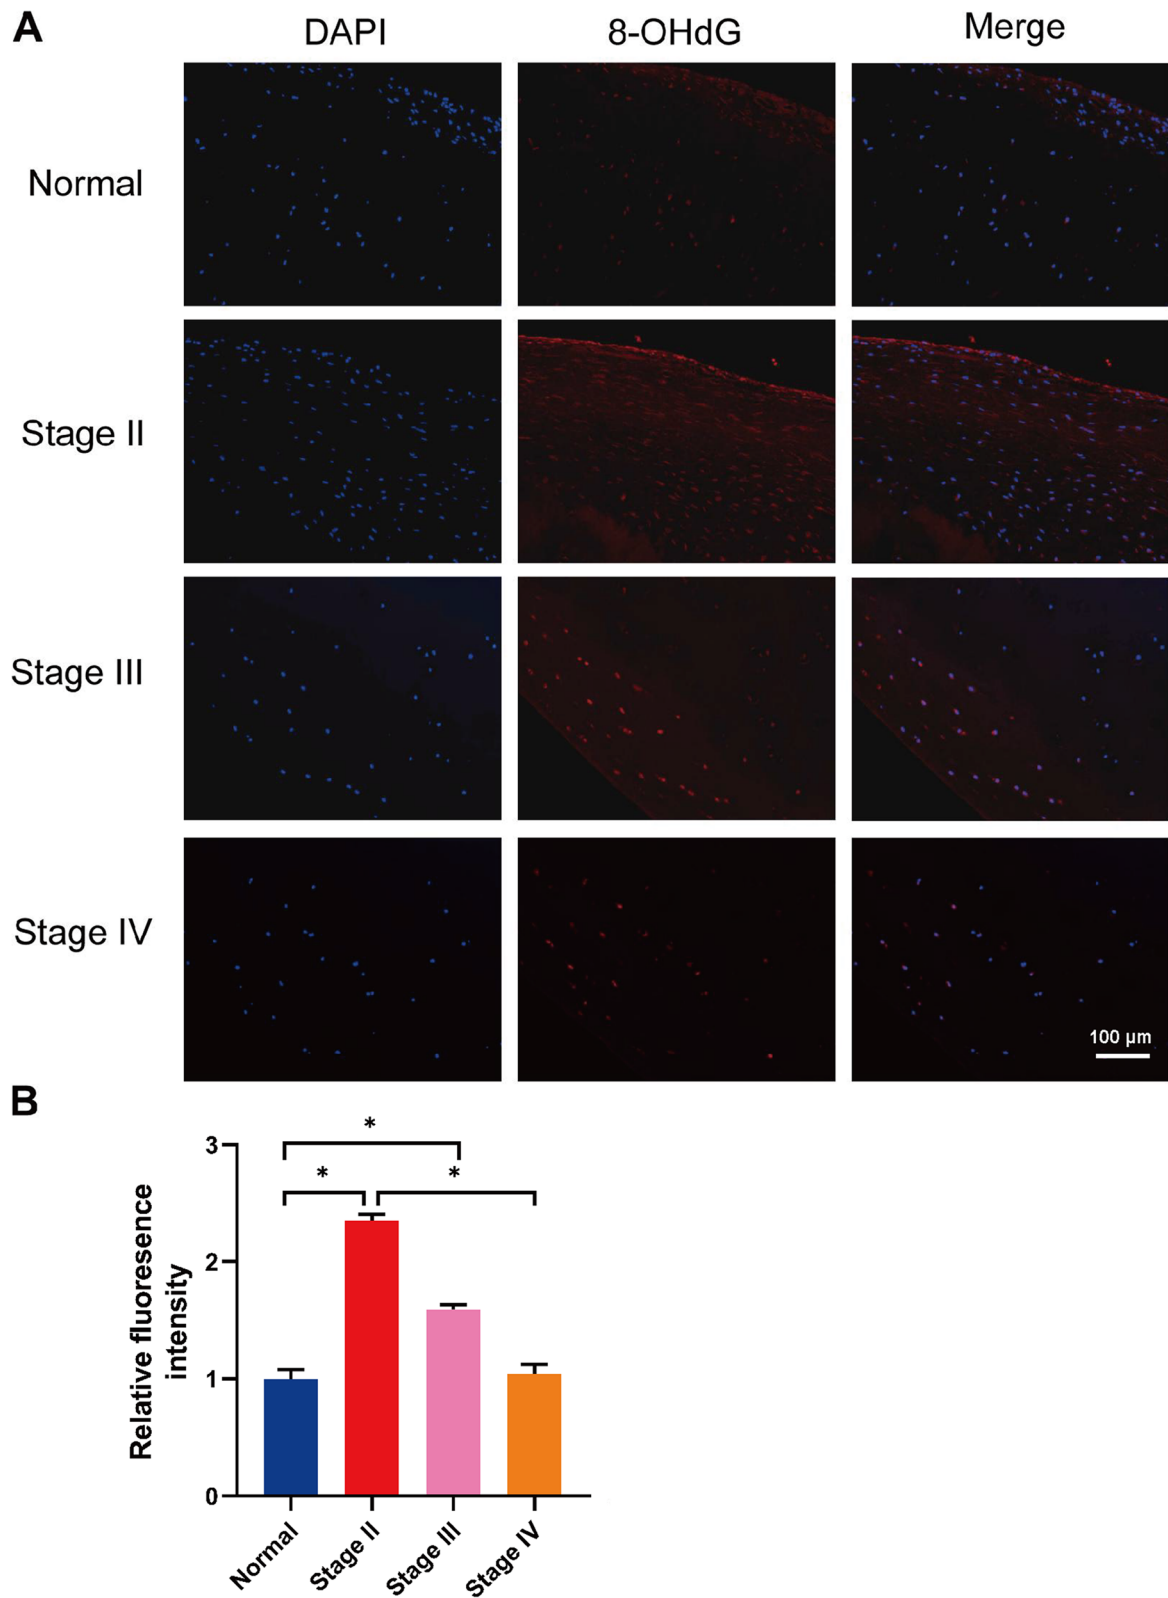 A
DAPI
8-OHdG
Merge
Normal
Stage II
Stage III
Stage IV
100 µm
B
Relative fluoresence
intensity
3
2
1
0
*
*
*
Normal
Stage II
Stage III
Stage IV